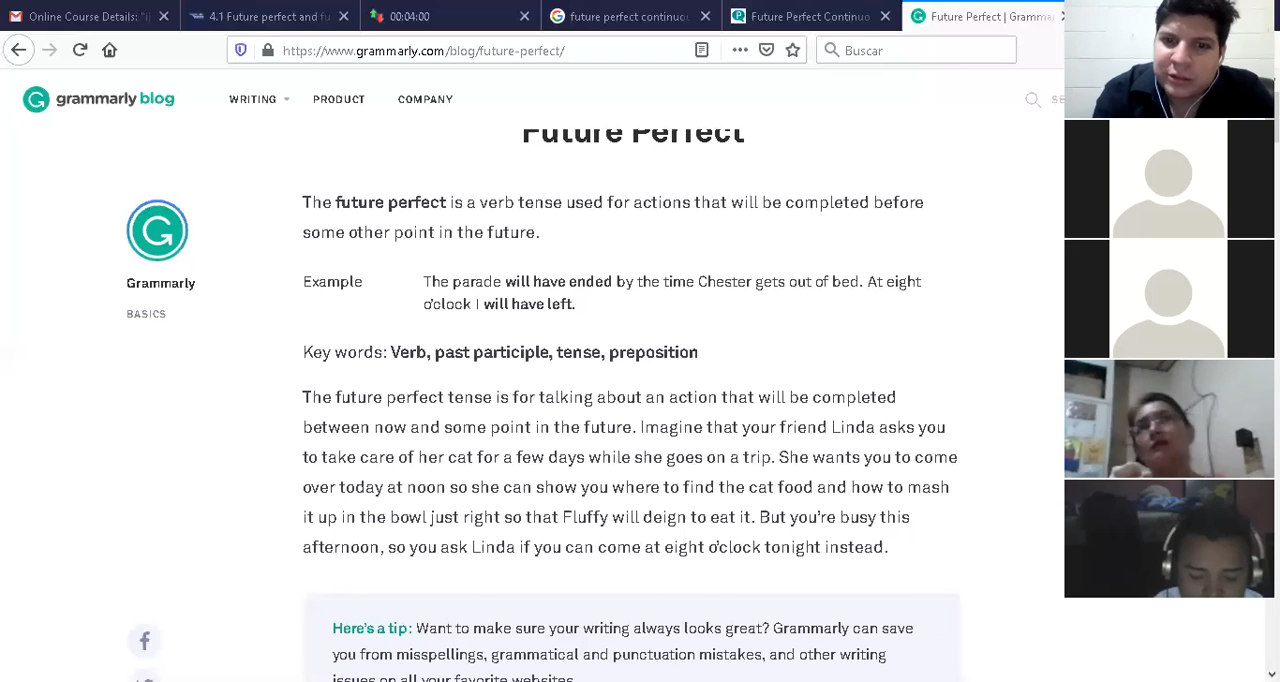 Online Course Details: "(
4.1 Future perfect and fu
00:04:00
future perfect continuou
Future Perfect Continuo
Future Perfect | Gramma
https://www.grammarly.com/blog/future-perfect/
Buscar
grammarly blog
WRITING
PRODUCT
COMPANY
SE
Future Perfect
The future perfect is a verb tense used for actions that will be completed before
some other point in the future.
Grammarly
BASICS
Example
The parade will have ended by the time Chester gets out of bed. At eight
o'clock I will have left.
Key words: Verb, past participle, tense, preposition
The future perfect tense is for talking about an action that will be completed
between now and some point in the future. Imagine that your friend Linda asks you
to take care of her cat for a few days while she goes on a trip. She wants you to come
over today at noon so she can show you where to find the cat food and how to mash
it up in the bowl just right so that Fluffy will deign to eat it. But you're busy this
afternoon, so you ask Linda if you can come at eight o'clock tonight instead.
Here's a tip: Want to make sure your writing always looks great? Grammarly can save
you from misspellings, grammatical and punctuation mistakes, and other writing
issues on all your favorite websites.